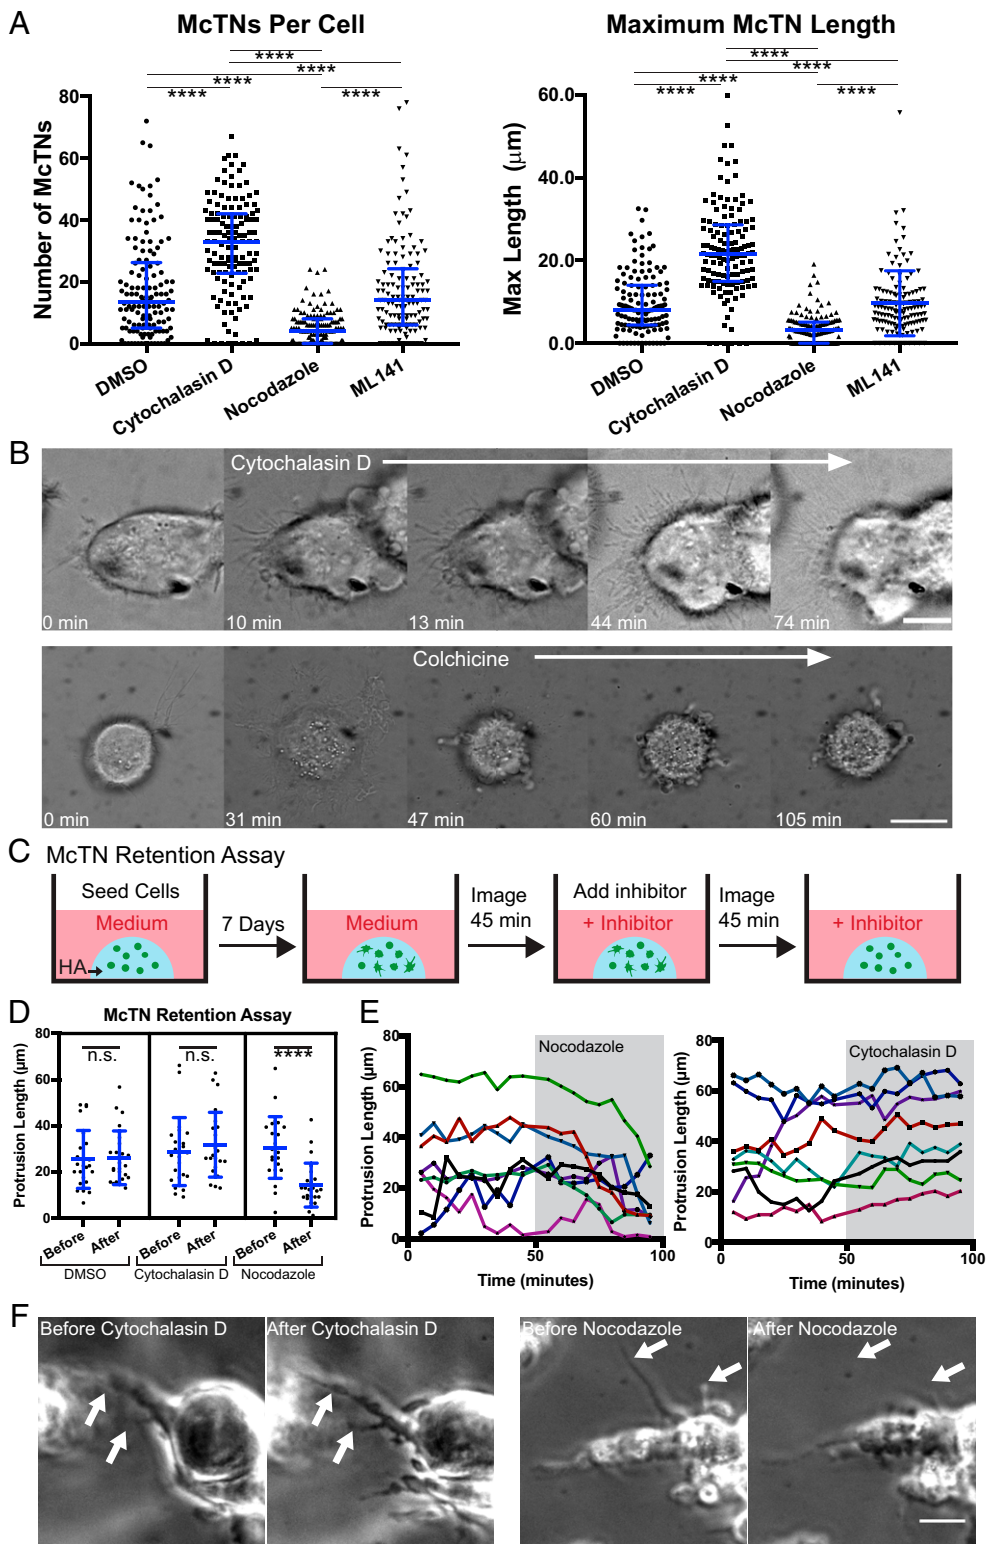 A
McTNs Per Cell
Maximum McTN Length
****
****
****
****
****
****
****
****
****
****
Number of McTNs
80
60
40
20
0
DMSO
Cytochalasin D
Nocodazole
ML141
Max Length (μm)
60.0
40.0
20.0
0.0
DMSO
Cytochalasin D
Nocodazole
ML141
B
Cytochalasin D
0 min
10 min
13 min
44 min
74 min
Colchicine
0 min
31 min
47 min
60 min
105 min
C
McTN Retention Assay
Seed Cells
Medium
HA
7 Days
Medium
Image
45 min
Add inhibitor
+ Inhibitor
Image
45 min
+ Inhibitor
D
McTN Retention Assay
Protrusion Length (μm)
80
60
40
20
0
n.s.
n.s.
****
Before
After
Before
After
Before
After
DMSO
Cytochalasin D
Nocodazole
E
Protrusion Length (μm)
80
60
40
20
0
Nocodazole
0
50
100
Time (minutes)
Protrusion Length (μm)
80
60
40
20
0
Cytochalasin D
0
50
100
Time (minutes)
F
Before Cytochalasin D
After Cytochalasin D
Before Nocodazole
After Nocodazole